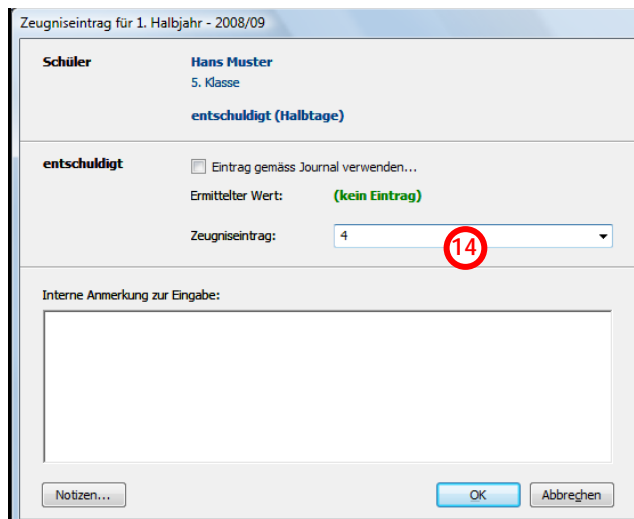 Zeugniseintrag für 1. Halbjahr - 2008/09
Schüler Hans Muster
5. Klasse
entschuldigt (Halbtage)
entschuldigt Eintrag gemäss Journal verwenden...
Ermittelter Wert: (kein Eintrag)
Zeugniseintrag: 4
14
Interne Anmerkung zur Eingabe:
Notizen... OK Abbrechen